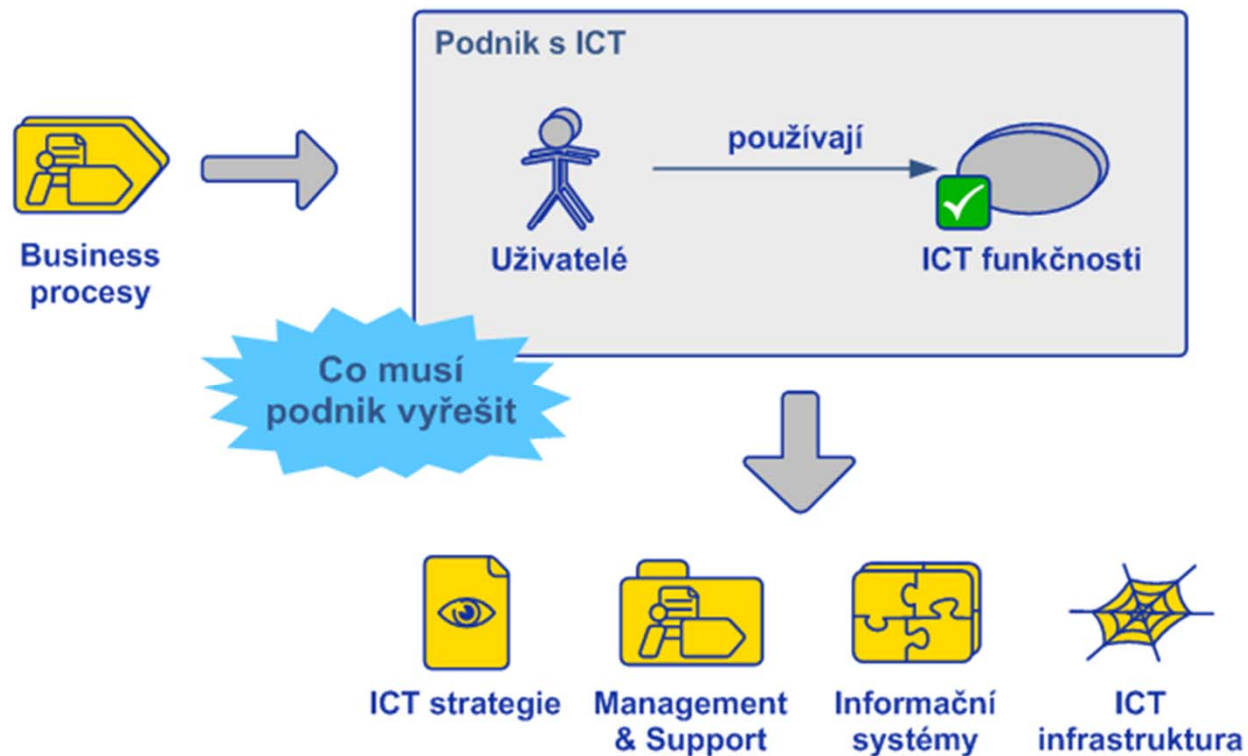 Podnik s ICT
používají
Business
procesy
Uživatelé
ICT funkčnosti
Co musí
podnik vyřešit
ICT strategie
Management
& Support
Informační
systémy
ICT
infrastruktura